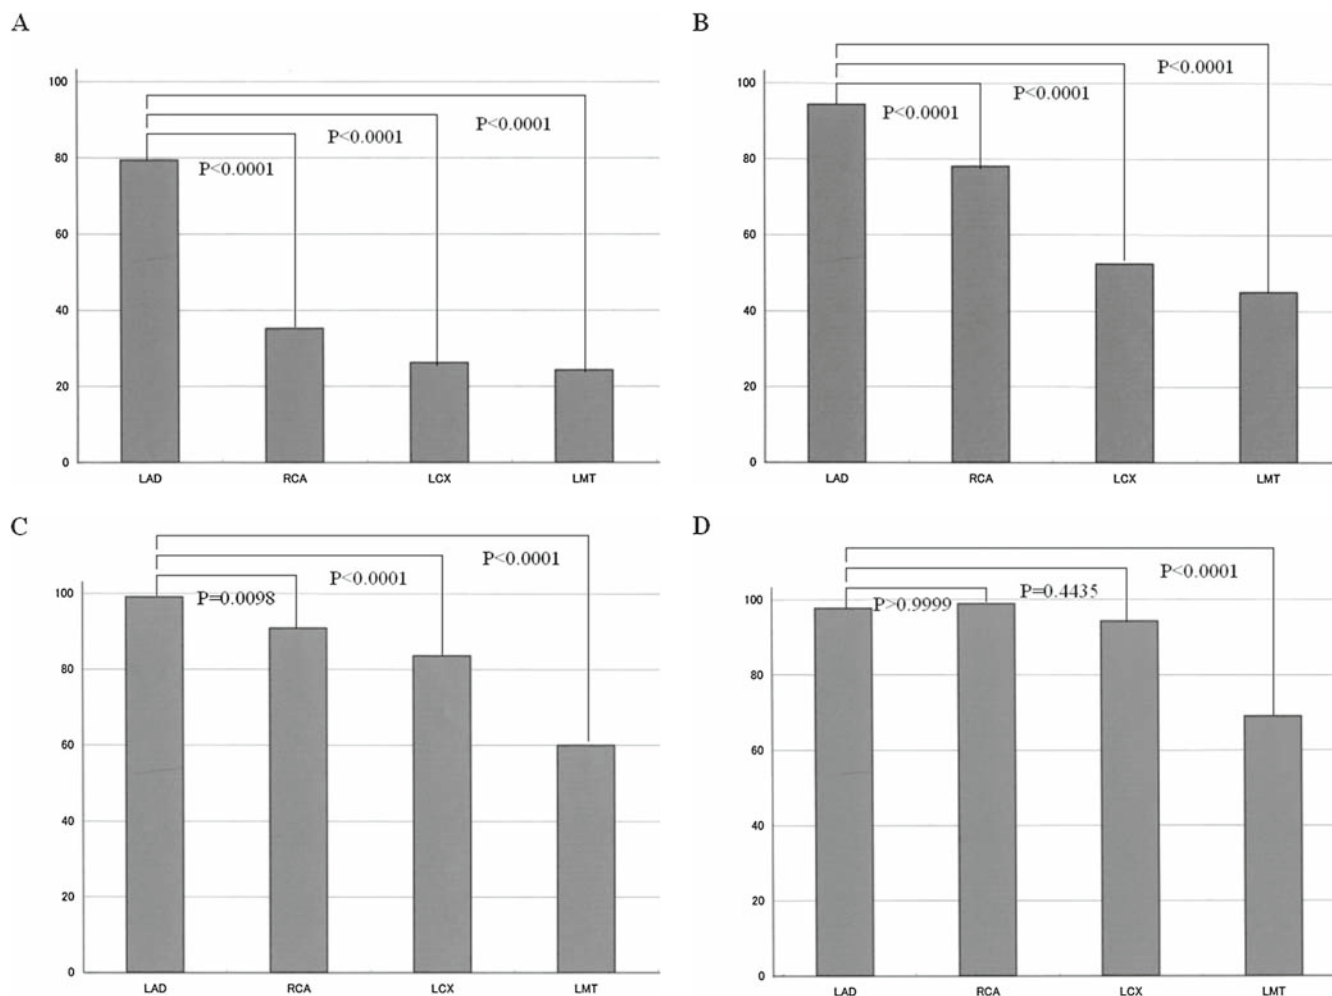 A
100
80
60
40
20
0
P<0.0001
P<0.0001
P<0.0001
LAD RCA LCX LMT
B
100
80
60
40
20
0
P<0.0001
P<0.0001
P<0.0001
LAD RCA LCX LMT
C
100
80
60
40
20
0
P<0.0001
P<0.0001
P=0.0098
LAD RCA LCX LMT
D
100
80
60
40
20
0
P<0.0001
P=0.4435
P>0.9999
LAD RCA LCX LMT